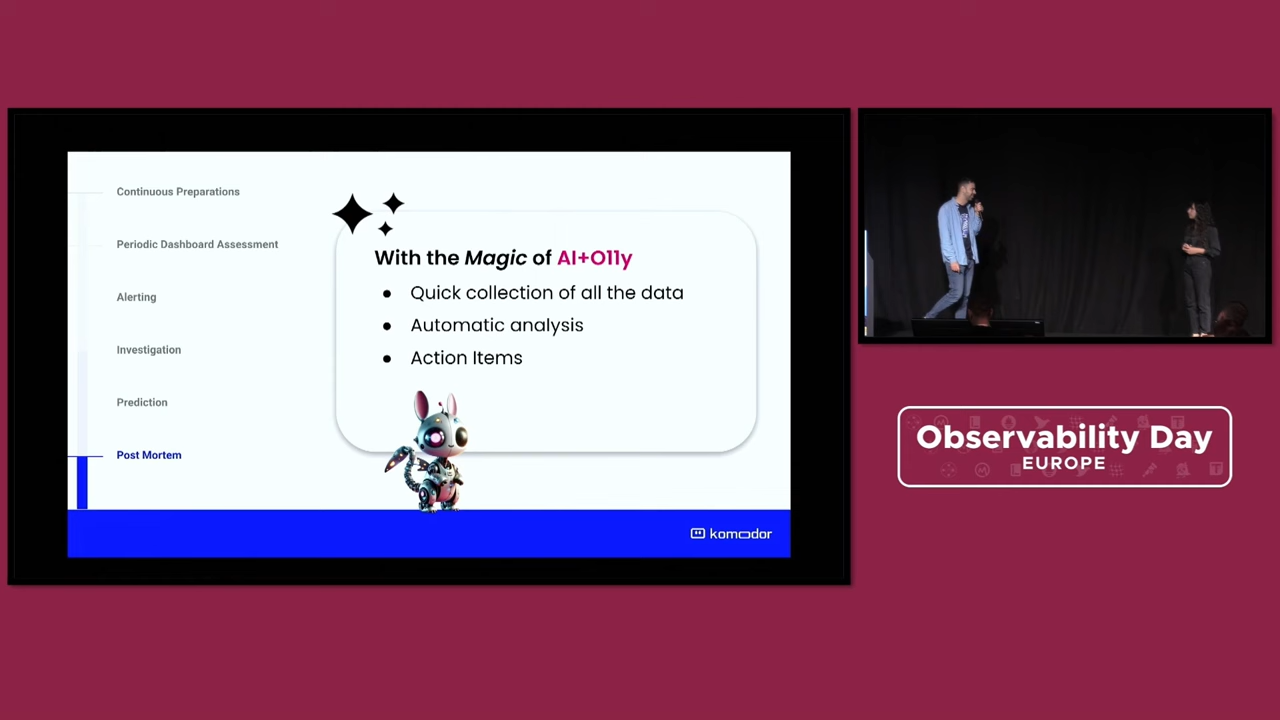 Continuous Preparations
Periodic Dashboard Assessment
Alerting
Investigation
Prediction
Post Mortem
With the Magic of AI+O11y
● Quick collection of all the data
● Automatic analysis
● Action Items
komodor
Observability Day
EUROPE